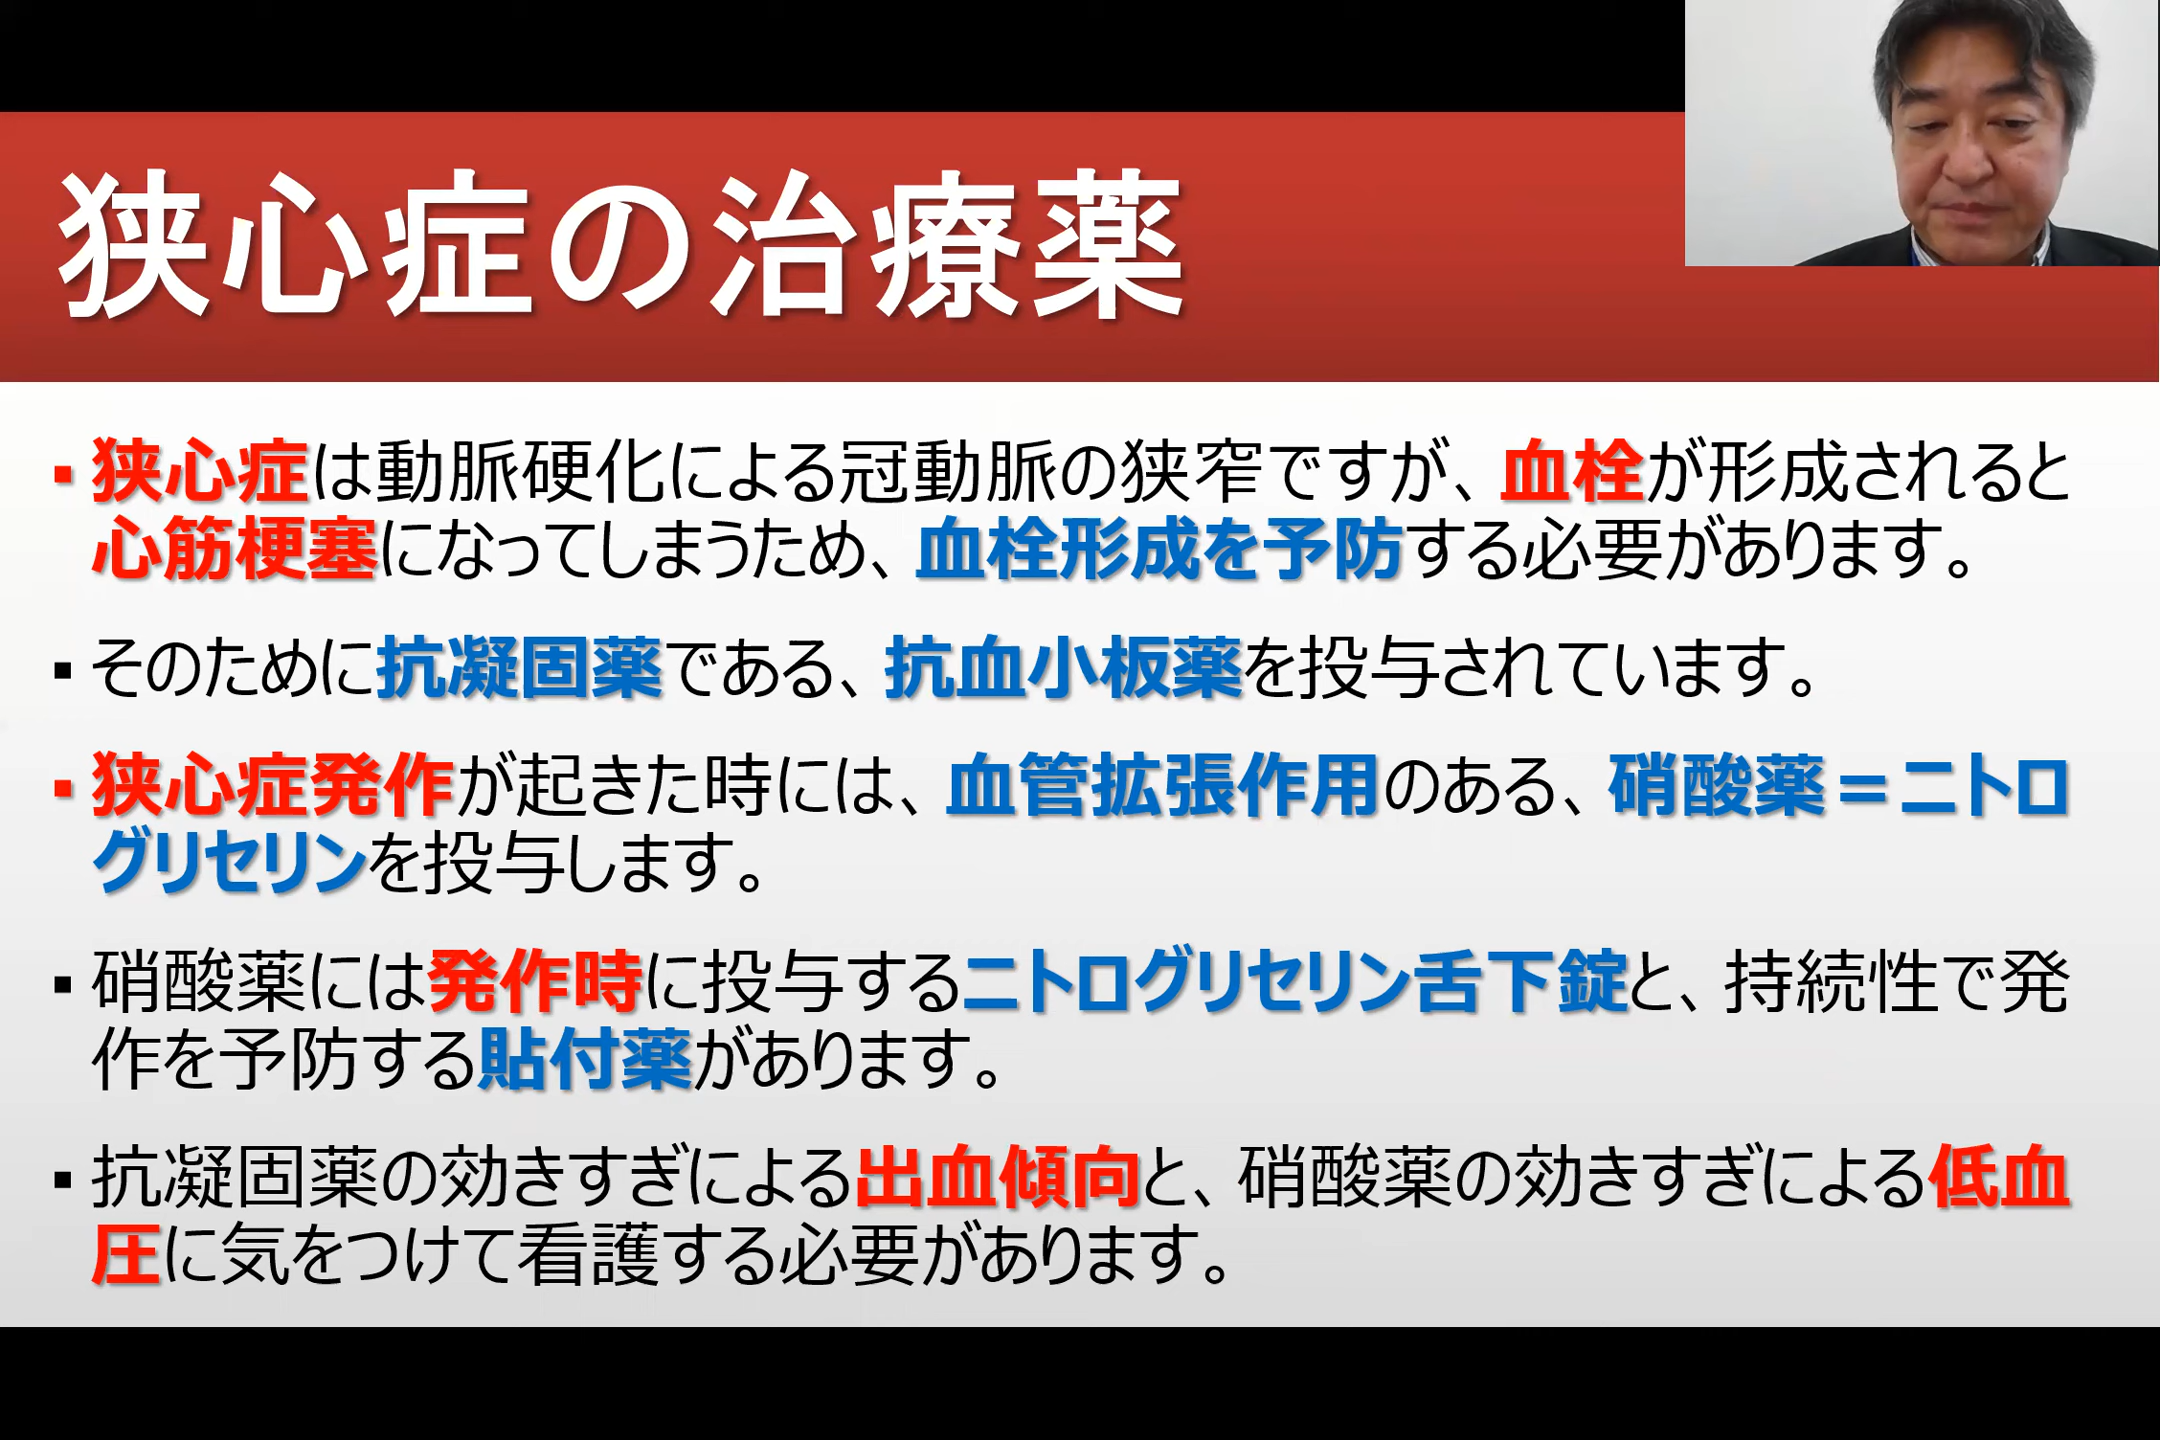 狭心症の治療薬
▪狭心症は動脈硬化による冠動脈の狭窄ですが、血栓が形成されると
心筋梗塞になってしまうため、血栓形成を予防する必要があります。
▪そのために抗凝固薬である、抗血小板薬を投与されています。
▪狭心症発作が起きた時には、血管拡張作用のある、硝酸薬＝ニトロ
グリセリンを投与します。
▪硝酸薬には発作時に投与するニトログリセリン舌下錠と、持続性で発
作を予防する貼付薬があります。
▪抗凝固薬の効きすぎによる出血傾向と、硝酸薬の効きすぎによる低血
圧に気をつけて看護する必要があります。